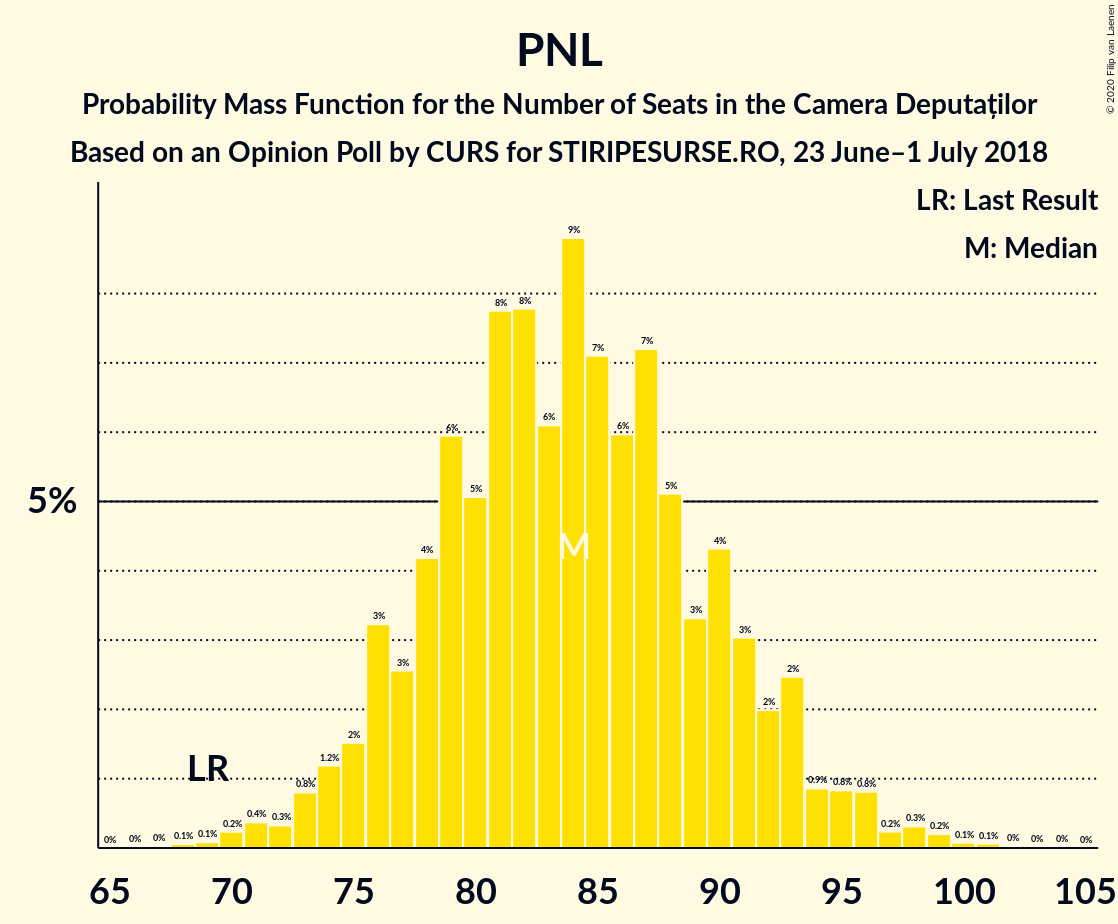 © 2020 Filip van Laenen
PNL
Probability Mass Function for the Number of Seats in the Camera Deputaților
Based on an Opinion Poll by CURS for STIRIPESURSE.RO, 23 June–1 July 2018
LR: Last Result
M: Median
5%
LR
M
0% 0% 0% 0.1% 0.1% 0.2% 0.4% 0.3% 0.8% 1.2% 2% 3% 3% 4% 6% 5% 8% 8% 6% 9% 7% 6% 7% 5% 3% 4% 3% 2% 2% 0.9% 0.8% 0.8% 0.2% 0.3% 0.2% 0.1% 0.1% 0% 0% 0% 0%
65 70 75 80 85 90 95 100 105